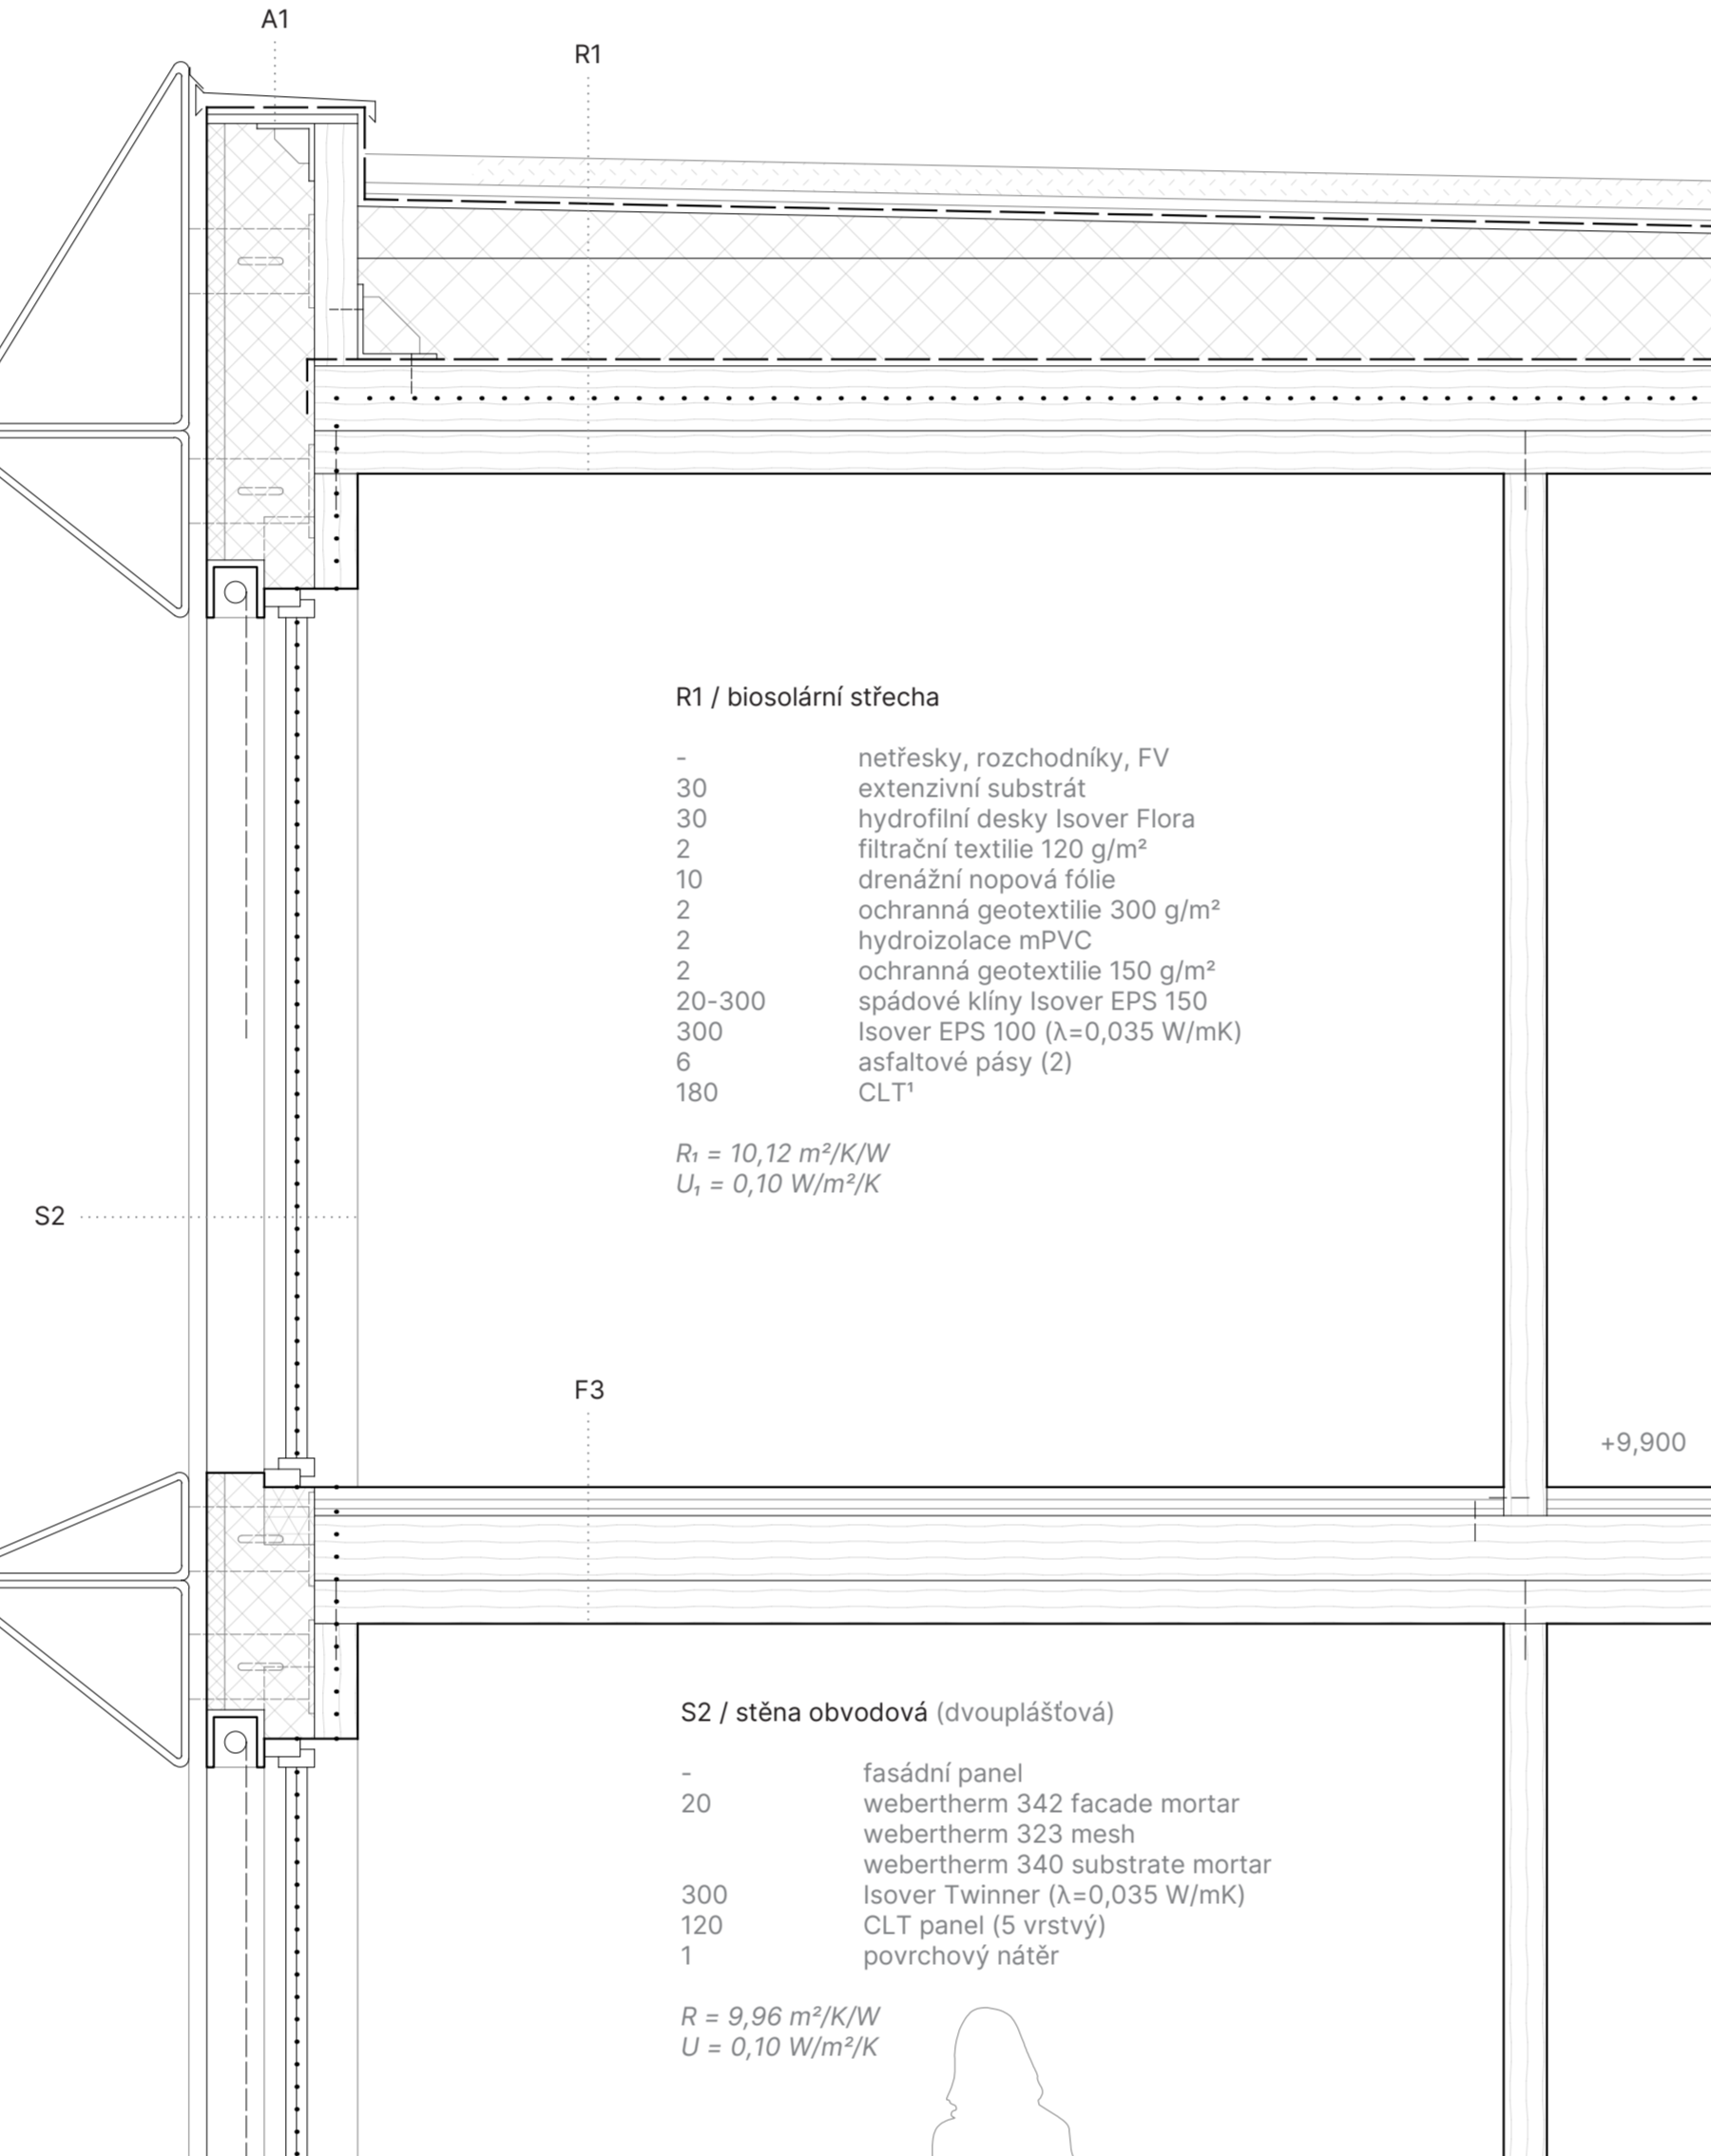 A1
R1
R1 / biosolární střecha
- netřesky, rozchodníky, FV
30 extenzivní substrát
30 hydrofilní desky Isover Flora
2 filtrační textilie 120 g/m²
10 drenážní nopová fólie
2 ochranná geotextilie 300 g/m²
2 hydroizolace mPVC
2 ochranná geotextilie 150 g/m²
20-300 spádové klíny Isover EPS 150
300 Isover EPS 100 (λ=0,035 W/mK)
6 asfaltové pásy (2)
180 CLT¹
R₁ = 10,12 m²/K/W
U₁ = 0,10 W/m²/K
S2
F3
+9,900
S2 / stěna obvodová (dvouplášťová)
- fasádní panel
20 webertherm 342 facade mortar
webertherm 323 mesh
webertherm 340 substrate mortar
300 Isover Twinner (λ=0,035 W/mK)
120 CLT panel (5 vrstvý)
1 povrchový nátěr
R = 9,96 m²/K/W
U = 0,10 W/m²/K